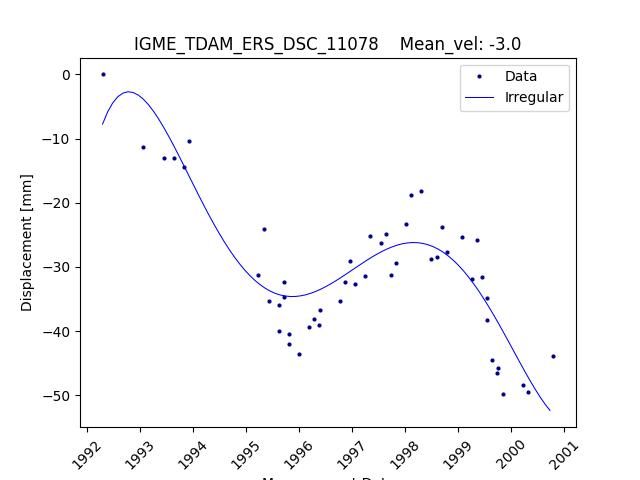 IGME_TDAM_ERS_DSC_11078    Mean_vel: -3.0
Data
Irregular
Displacement [mm]
0
−10
−20
−30
−40
−50
1992 1993 1994 1995 1996 1997 1998 1999 2000 2001